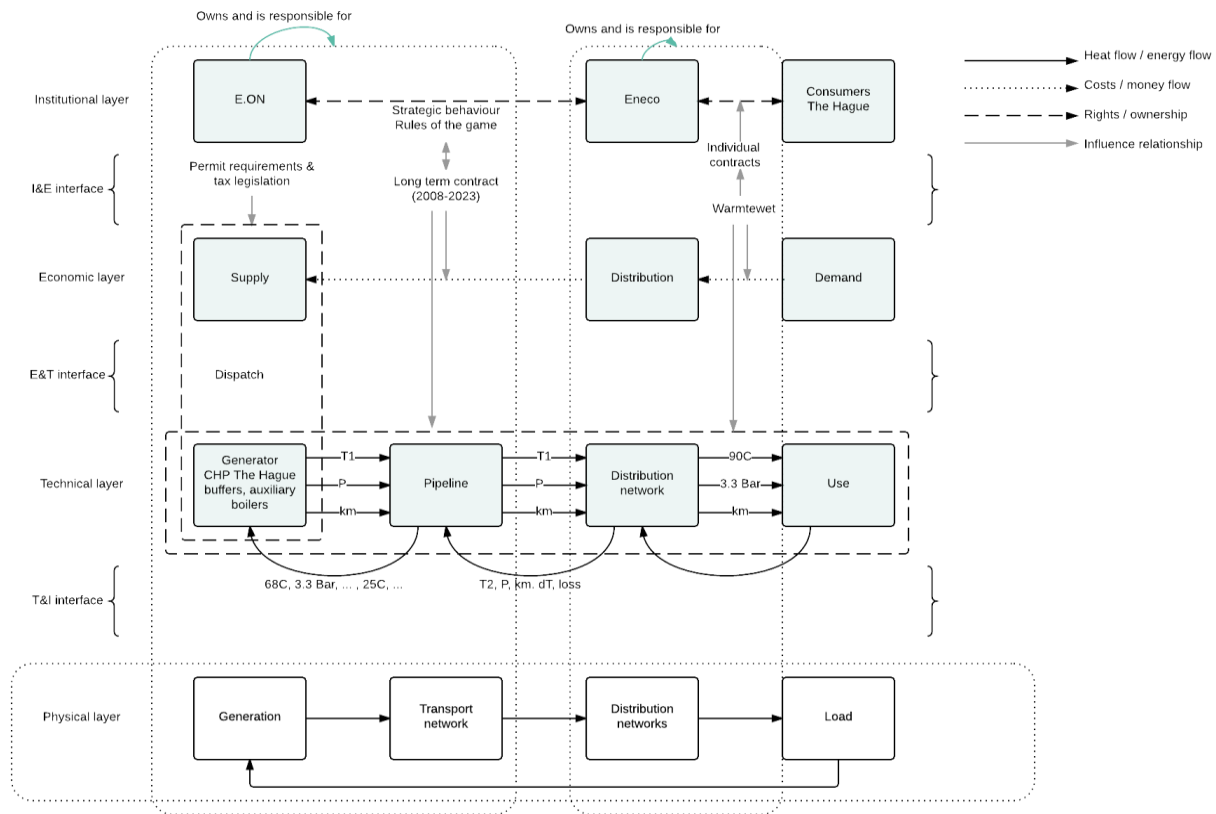 Owns and is responsible for
Owns and is responsible for
Heat flow / energy flow
Costs / money flow
Rights / ownership
Influence relationship
Institutional layer
E.ON
Strategic behaviour
Rules of the game
Eneco
Consumers
The Hague
Individual
contracts
I&E interface
Permit requirements &
tax legislation
Long term contract
(2008-2023)
Warmtewet
Economic layer
Supply
Distribution
Demand
E&T interface
Dispatch
Technical layer
Generator
CHP The Hague
buffers, auxiliary
boilers
T1
P
km
Pipeline
T1
P
km
Distribution
network
90C
3.3 Bar
km
Use
68C, 3.3 Bar, ... , 25C, ...
T2, P, km. dT, loss
T&I interface
Physical layer
Generation
Transport
network
Distribution
networks
Load